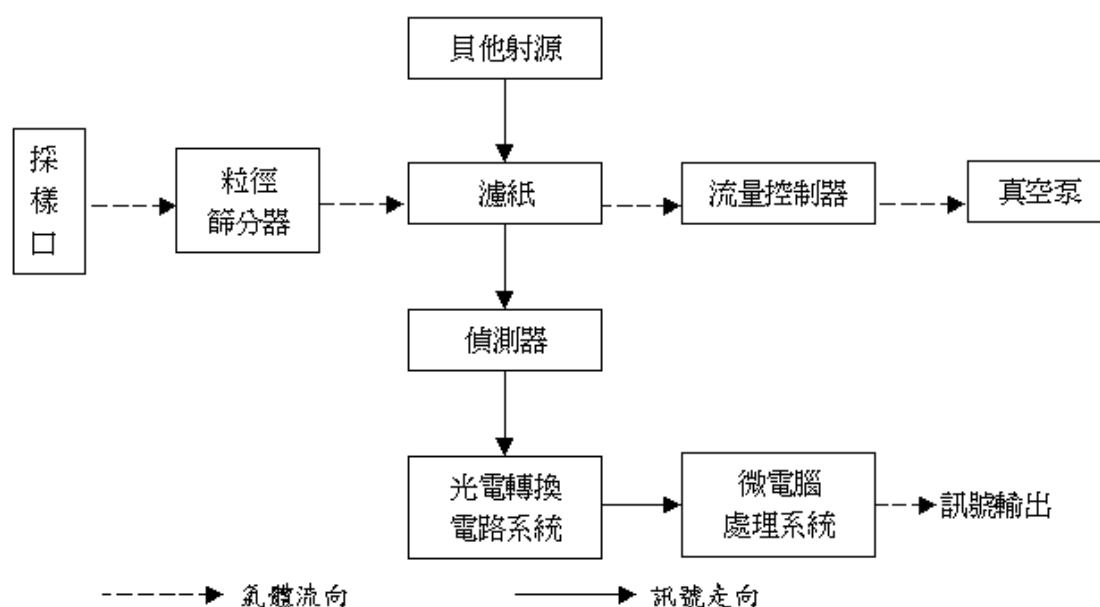 貝他射源
採
樣
口
粒徑
篩分器
濾紙
流量控制器
真空泵
偵測器
光電轉換
電路系統
微電腦
處理系統
訊號輸出
氣體流向
訊號走向